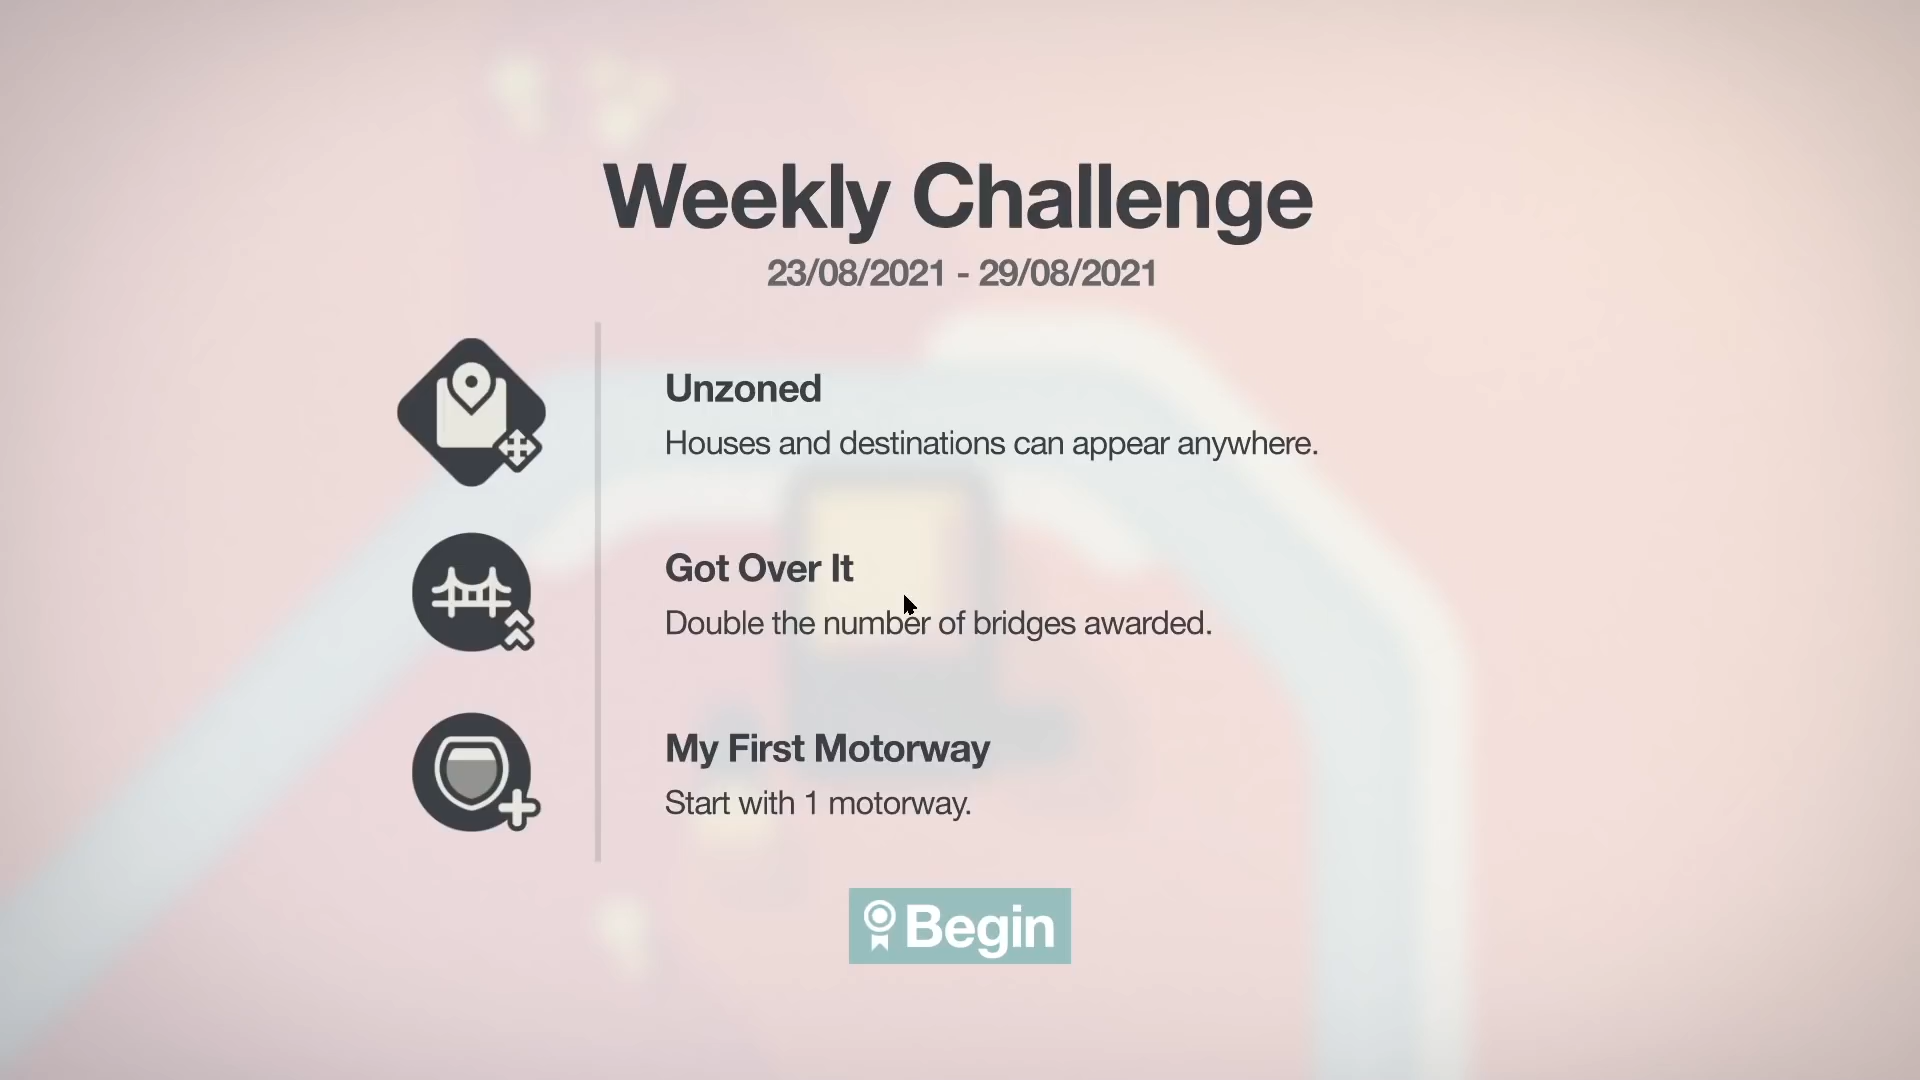 Weekly Challenge
23/08/2021 - 29/08/2021
Unzoned
Houses and destinations can appear anywhere.
Got Over It
Double the number of bridges awarded.
My First Motorway
Start with 1 motorway.
Begin